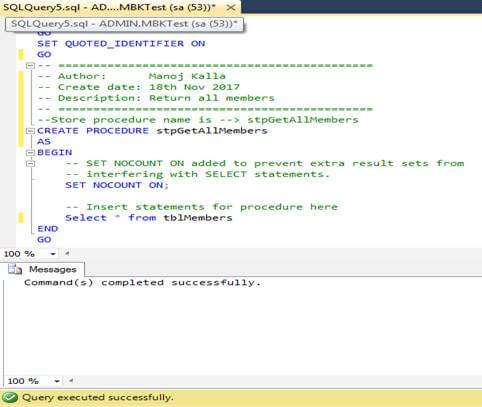 SQLQuery5.sql - ADMIN.MBKTest (sa (53))* ×
SQLQuery5.sql - ADM....MBKTest (sa (53))*
GO
SET QUOTED_IDENTIFIER ON
GO
-- =============================================
-- Author: Manoj Kalla
-- Create date: 18th Nov 2017
-- Description: Return all members
-- =============================================
--Store procedure name is --> stpGetAllMembers
CREATE PROCEDURE stpGetAllMembers
AS
BEGIN
-- SET NOCOUNT ON added to prevent extra result sets from
-- interfering with SELECT statements.
SET NOCOUNT ON;
-- Insert statements for procedure here
Select * from tblMembers
END
GO
100 %
Messages
Command(s) completed successfully.
100 %
Query executed successfully.